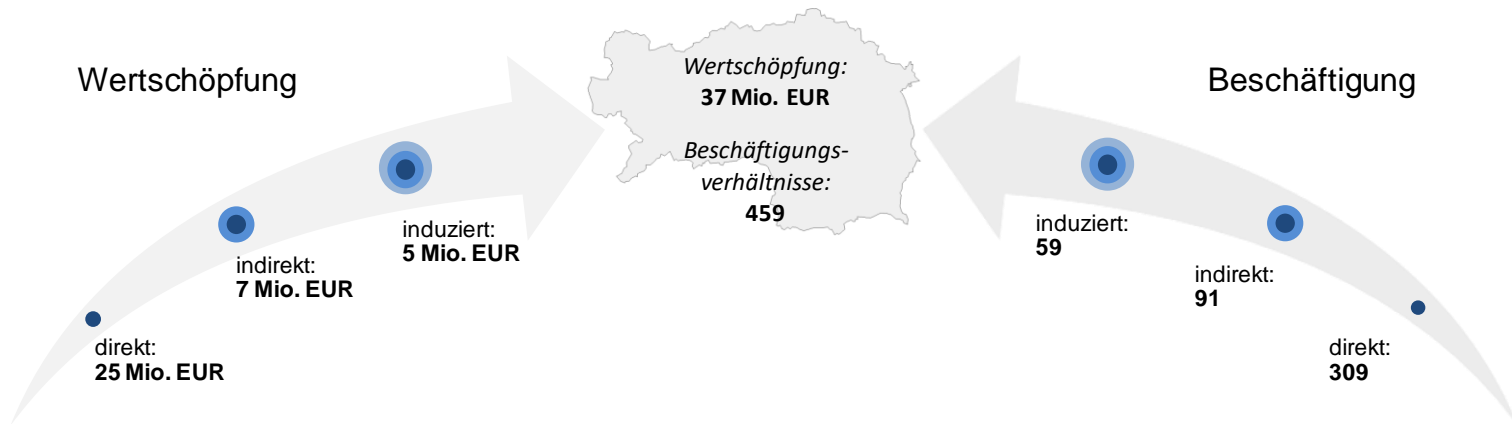 Wertschöpfung
induziert:
5 Mio. EUR
indirekt:
7 Mio. EUR
direkt:
25 Mio. EUR
Wertschöpfung:
37 Mio. EUR
Beschäftigungs-
verhältnisse:
459
Beschäftigung
induziert:
59
indirekt:
91
direkt:
309